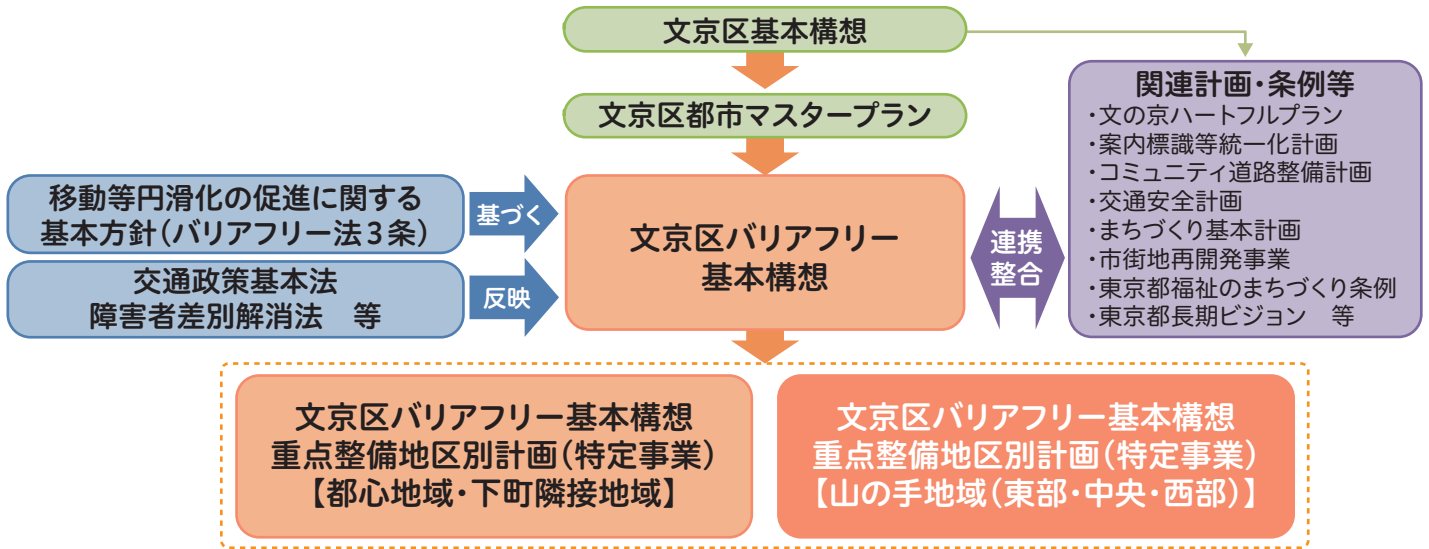 文京区基本構想
文京区都市マスタープラン
移動等円滑化の促進に関する
基本方針(バリアフリー法3条)
基づく
交通政策基本法
障害者差別解消法 等
反映
文京区バリアフリー
基本構想
連携
整合
関連計画・条例等
・文の京ハートフルプラン
・案内標識等統一化計画
・コミュニティ道路整備計画
・交通安全計画
・まちづくり基本計画
・市街地再開発事業
・東京都福祉のまちづくり条例
・東京都長期ビジョン 等
文京区バリアフリー基本構想
重点整備地区別計画(特定事業)
【都心地域・下町隣接地域】
文京区バリアフリー基本構想
重点整備地区別計画(特定事業)
【山の手地域(東部・中央・西部)】